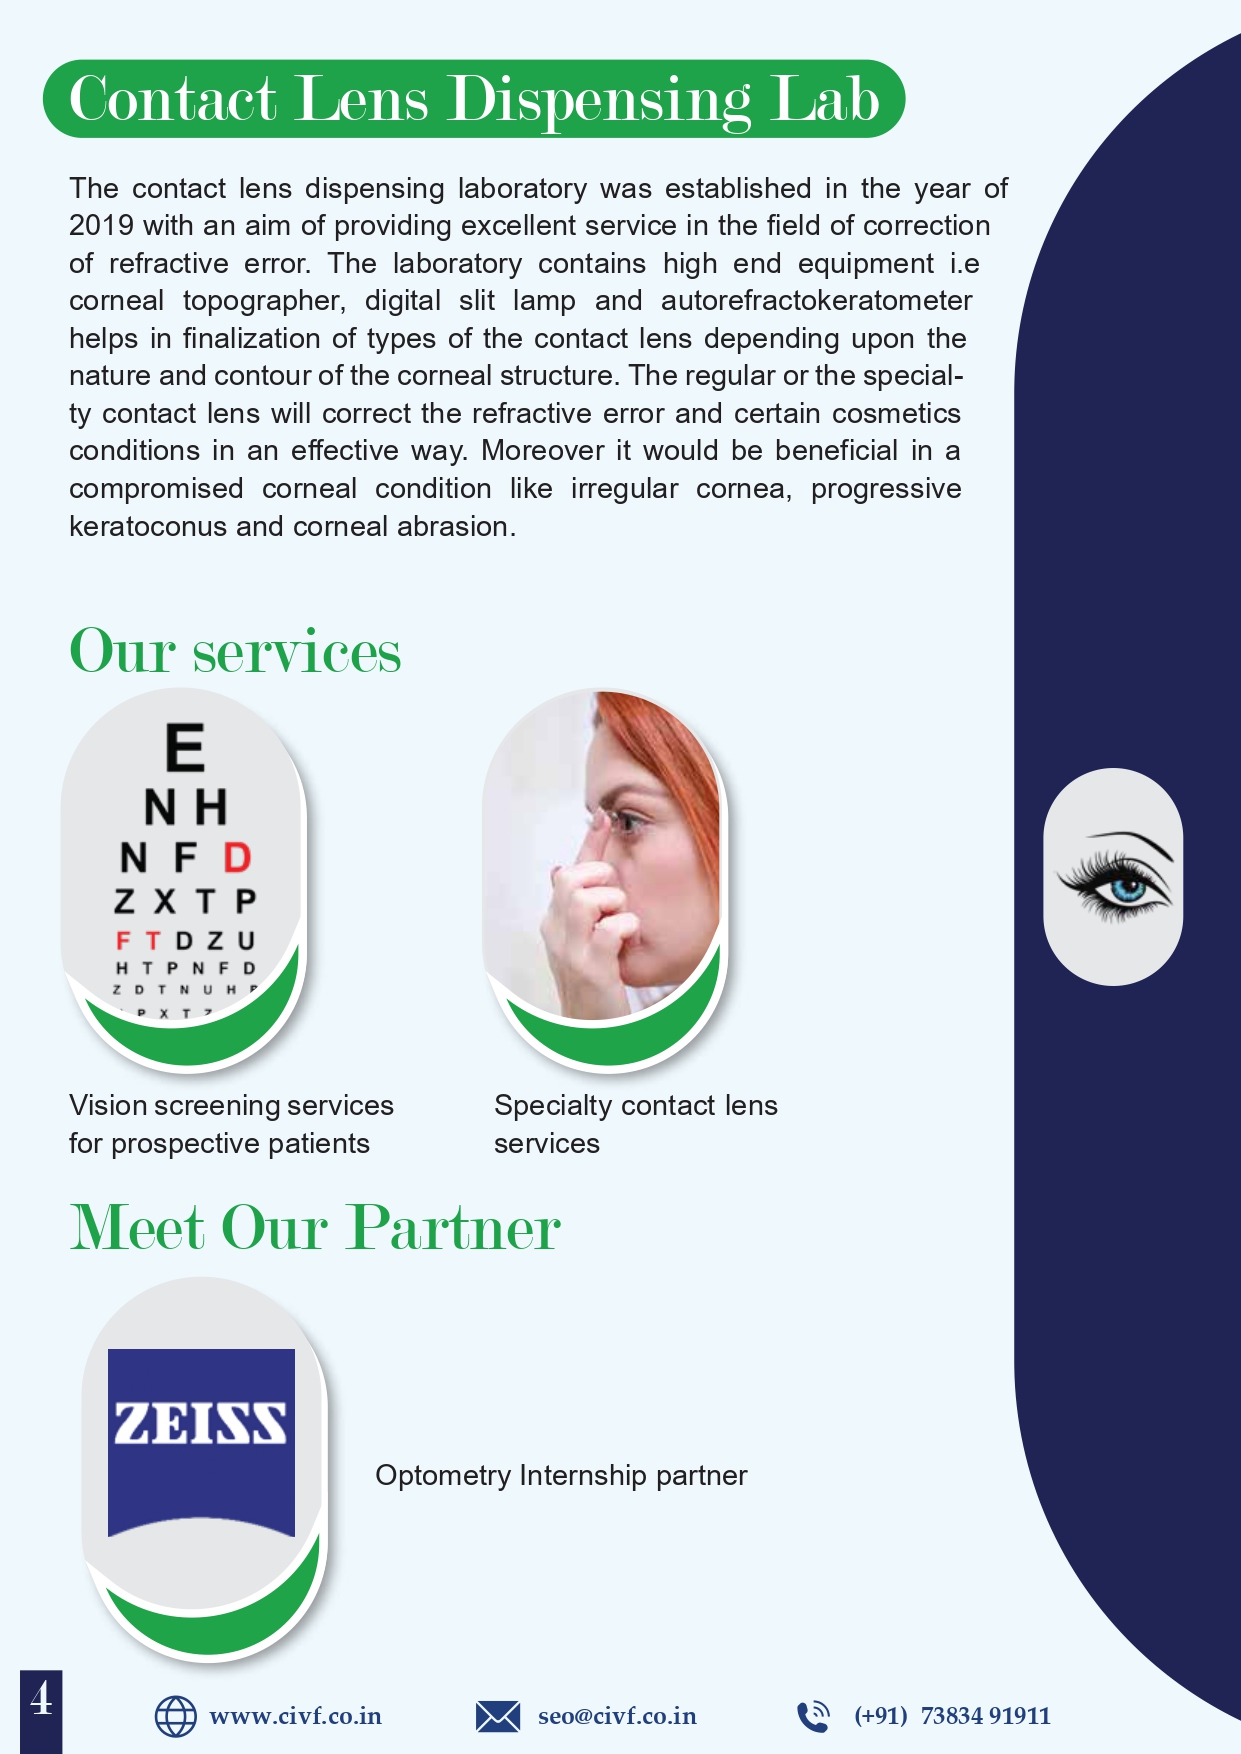 Contact Lens Dispensing Lab
The contact lens dispensing laboratory was established in the year of
2019 with an aim of providing excellent service in the field of correction
of refractive error. The laboratory contains high end equipment i.e
corneal topographer, digital slit lamp and autorefractokeratometer
helps in finalization of types of the contact lens depending upon the
nature and contour of the corneal structure. The regular or the special-
ty contact lens will correct the refractive error and certain cosmetics
conditions in an effective way. Moreover it would be beneficial in a
compromised corneal condition like irregular cornea, progressive
keratoconus and corneal abrasion.
Our services
E
N H
N F D
Z X T P
F T D Z U
H T P N F D
Z D T N U H P
P X T Z
Vision screening services
for prospective patients
Specialty contact lens
services
Meet Our Partner
ZEISS
Optometry Internship partner
4
www.civf.co.in
seo@civf.co.in
(+91) 73834 91911